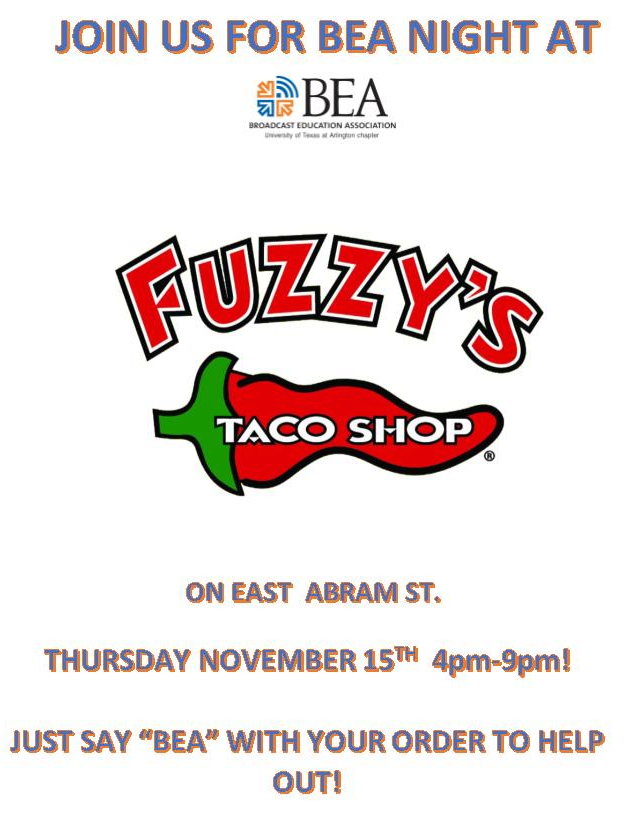 JOIN US FOR BEA NIGHT AT
BEA
BROADCAST EDUCATION ASSOCIATION
University of Texas at Arlington chapter
FUZZY'S
TACO SHOP
®
ON EAST  ABRAM ST.
THURSDAY NOVEMBER 15TH  4pm-9pm!
JUST SAY “BEA” WITH YOUR ORDER TO HELP
OUT!